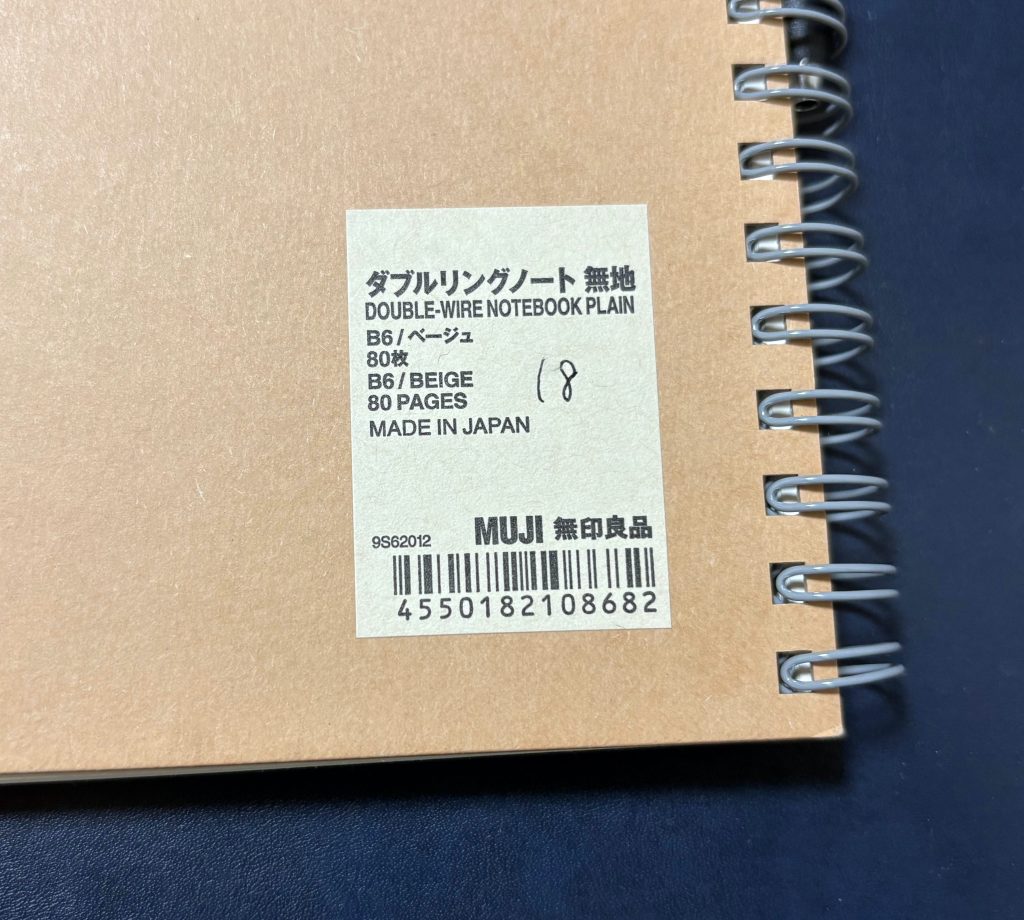 ダブルリングノート 無地
DOUBLE-WIRE NOTEBOOK PLAIN
B6 / ベージュ
80枚
B6 / BEIGE
80 PAGES
18
MADE IN JAPAN
9S62012 MUJI 無印良品
4550182108682